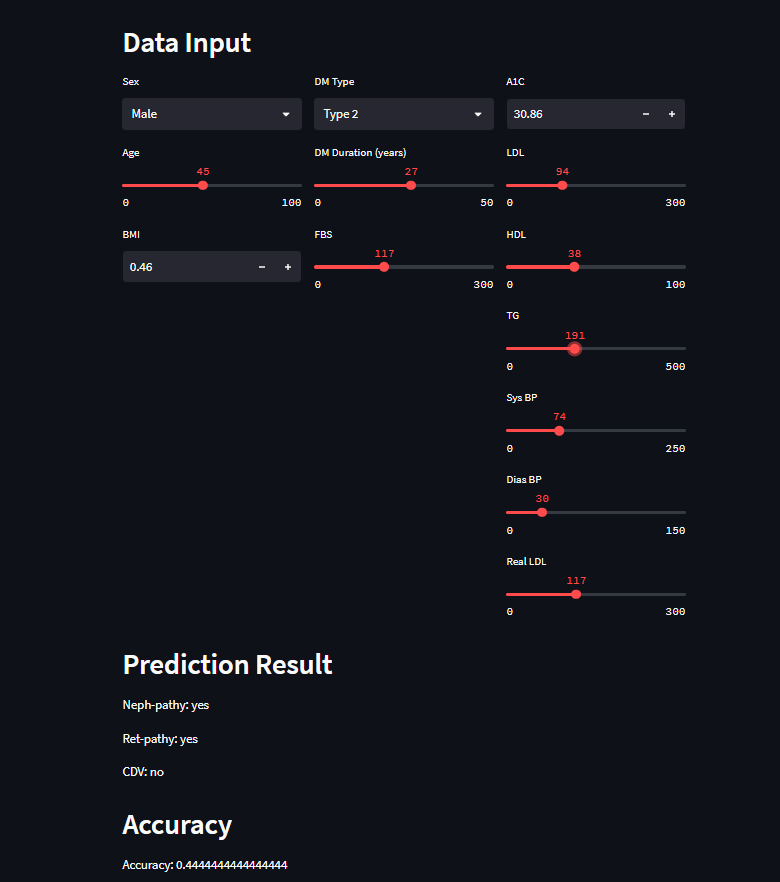 Data Input
Sex DM Type A1C
Male Type 2 30.86 − +
Age DM Duration (years) LDL
45 27 94
0 100 0 50 0 300
BMI FBS HDL
0.46 − + 117 38
0 300 0 100
TG
191
0 500
Sys BP
74
0 250
Dias BP
30
0 150
Real LDL
117
0 300
Prediction Result
Neph-pathy: yes
Ret-pathy: yes
CDV: no
Accuracy
Accuracy: 0.4444444444444444